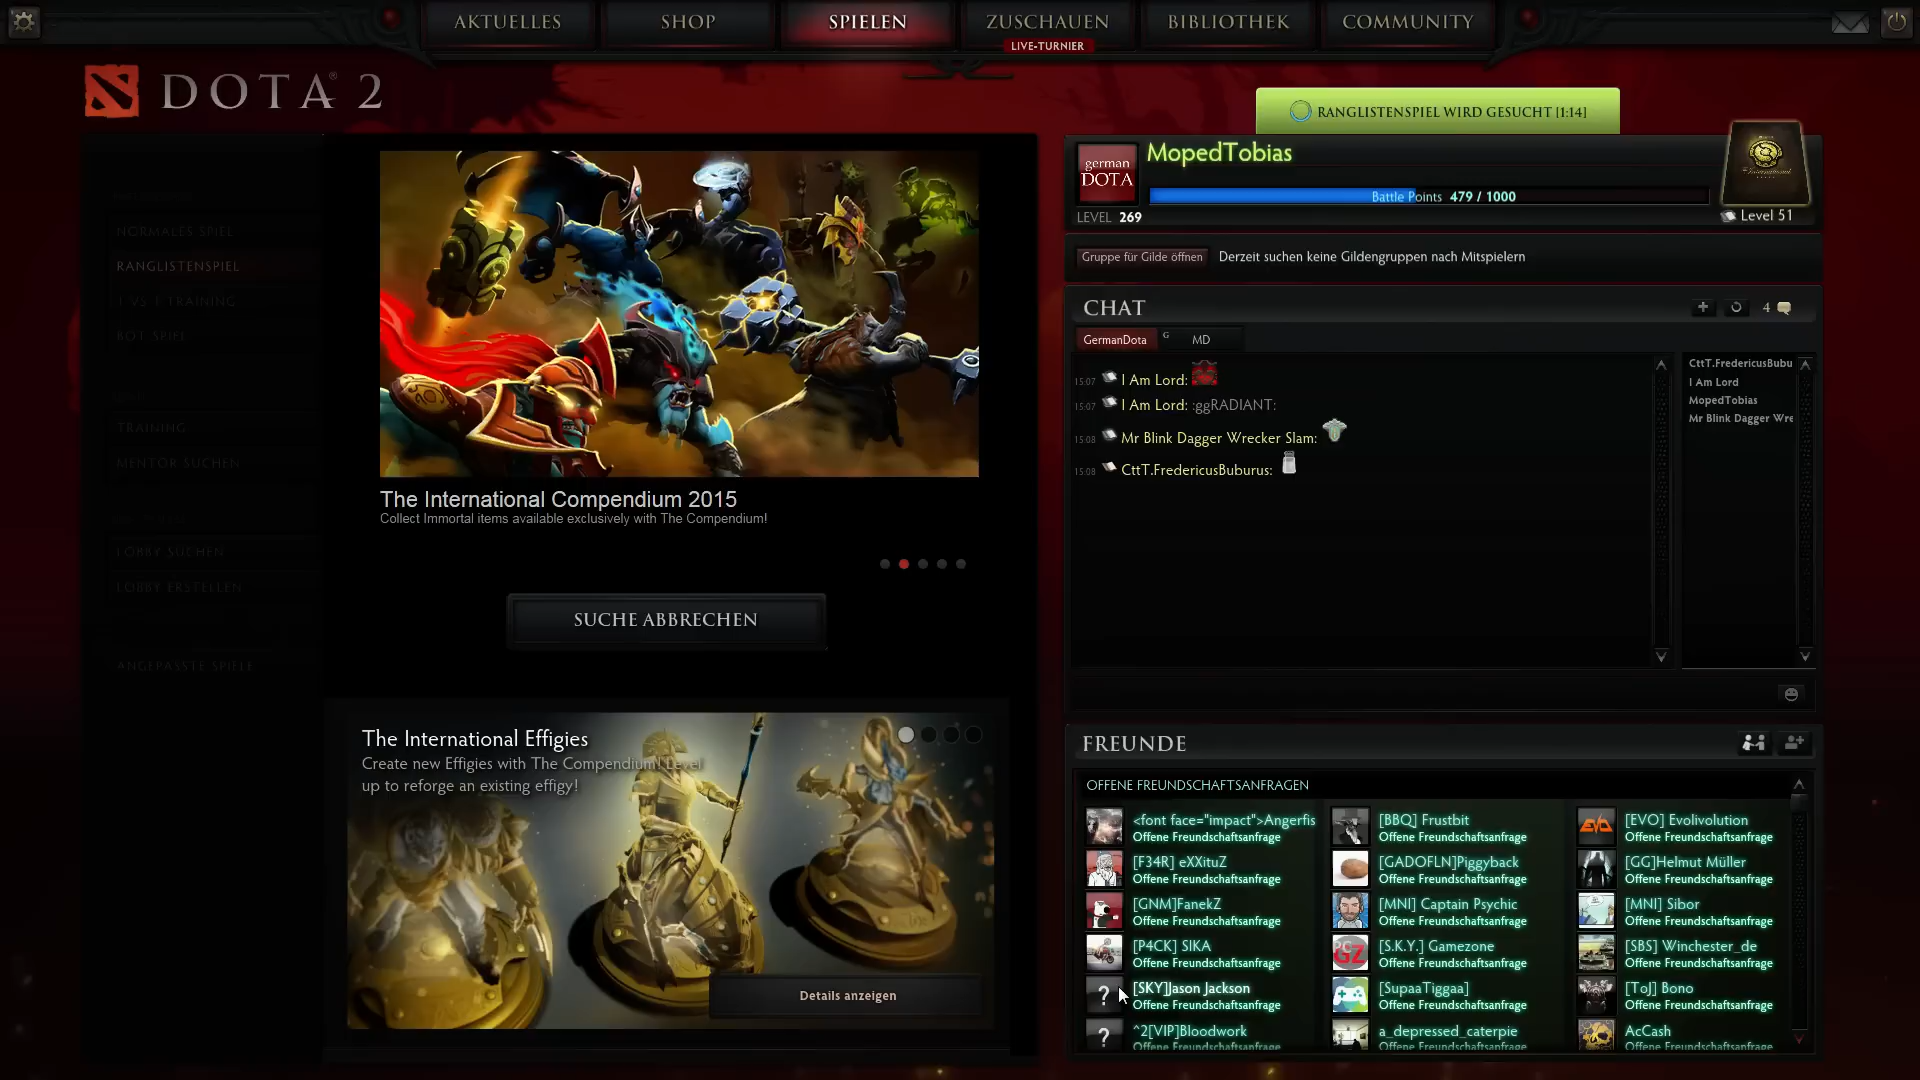 AKTUELLES
SHOP
SPIELEN
ZUSCHAUEN
LIVE-TURNIER
BIBLIOTHEK
COMMUNITY
DOTA® 2
RANGLISTENSPIEL WIRD GESUCHT [1:14]
NORMALES SPIEL
RANGLISTENSPIEL
1 VS 1 TRAINING
BOT SPIEL
TRAINING
MENTOR SUCHEN
LOBBY SUCHEN
LOBBY ERSTELLEN
ANGEPASSTE SPIELE
The International Compendium 2015
Collect Immortal items available exclusively with The Compendium!
SUCHE ABBRECHEN
The International Effigies
Create new Effigies with The Compendium! Level
up to reforge an existing effigy!
Details anzeigen
german
DOTA
MopedTobias
Battle Points 479 / 1000
LEVEL 269
Level 51
Gruppe für Gilde öffnen
Derzeit suchen keine Gildengruppen nach Mitspielern
CHAT
4
GermanDota
G
MD
15:07 I Am Lord:
15:07 I Am Lord: :ggRADIANT:
15:08 Mr Blink Dagger Wrecker Slam:
15:08 CttT.FredericusBuburus:
CttT.FredericusBubu
I Am Lord
MopedTobias
Mr Blink Dagger Wre
FREUNDE
OFFENE FREUNDSCHAFTSANFRAGEN
<font face="impact">Angerfis
Offene Freundschaftsanfrage
[BBQ] Frustbit
Offene Freundschaftsanfrage
[EVO] Evolivolution
Offene Freundschaftsanfrage
[F34R] eXXituZ
Offene Freundschaftsanfrage
[GADOFLN]Piggyback
Offene Freundschaftsanfrage
[GG]Helmut Müller
Offene Freundschaftsanfrage
[GNM]FanekZ
Offene Freundschaftsanfrage
[MNI] Captain Psychic
Offene Freundschaftsanfrage
[MNI] Sibor
Offene Freundschaftsanfrage
[P4CK] SIKA
Offene Freundschaftsanfrage
[S.K.Y.] Gamezone
Offene Freundschaftsanfrage
[SBS] Winchester_de
Offene Freundschaftsanfrage
[SKY]Jason Jackson
Offene Freundschaftsanfrage
[SupaaTiggaa]
Offene Freundschaftsanfrage
[ToJ] Bono
Offene Freundschaftsanfrage
^2[VIP]Bloodwork
Offene Freundschaftsanfrage
a_depressed_caterpie
Offene Freundschaftsanfrage
AcCash
Offene Freundschaftsanfrage